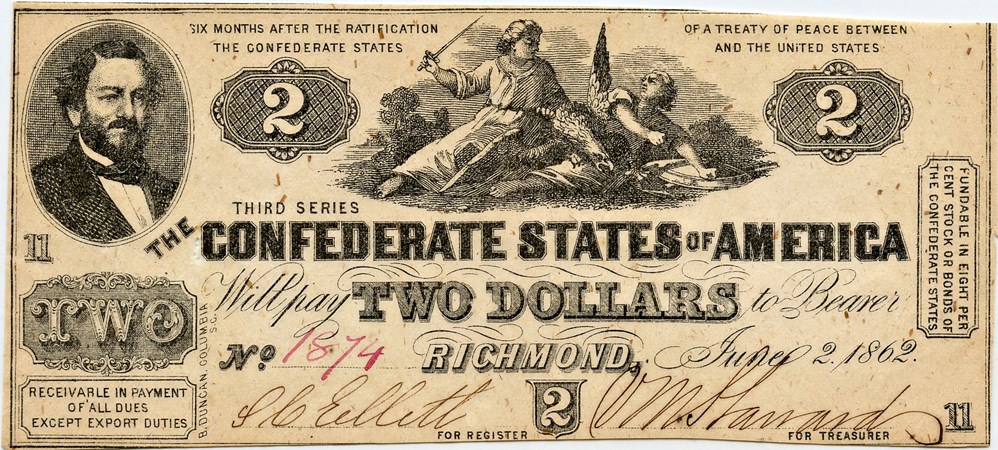 SIX MONTHS AFTER THE RATIFICATION OF A TREATY OF PEACE BETWEEN
THE CONFEDERATE STATES AND THE UNITED STATES
2 2
THIRD SERIES
THE CONFEDERATE STATES OF AMERICA
11
Will pay TWO DOLLARS to Bearer
TWO
No. 1874 RICHMOND, June 2, 1862.
RECEIVABLE IN PAYMENT
OF ALL DUES
EXCEPT EXPORT DUTIES
B. DUNCAN, COLUMBIA
S.C.
FUNDABLE IN EIGHT PER
CENT STOCK OR BONDS OF
THE CONFEDERATE STATES
2
FOR REGISTER
FOR TREASURER
11